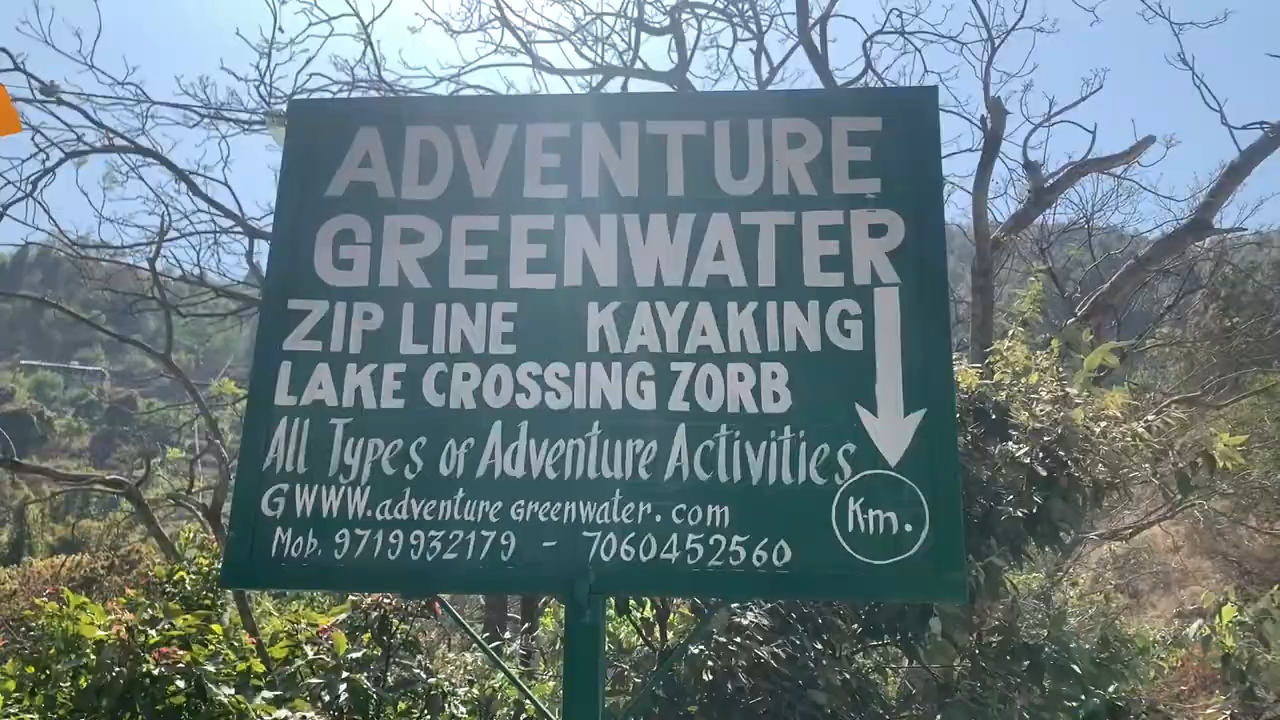 ADVENTURE
GREENWATER
ZIP LINE KAYAKING
LAKE CROSSING ZORB
All Types of Adventure Activities
G WWW.adventure greenwater.com
Mob. 9719932179 - 7060452560
Km.